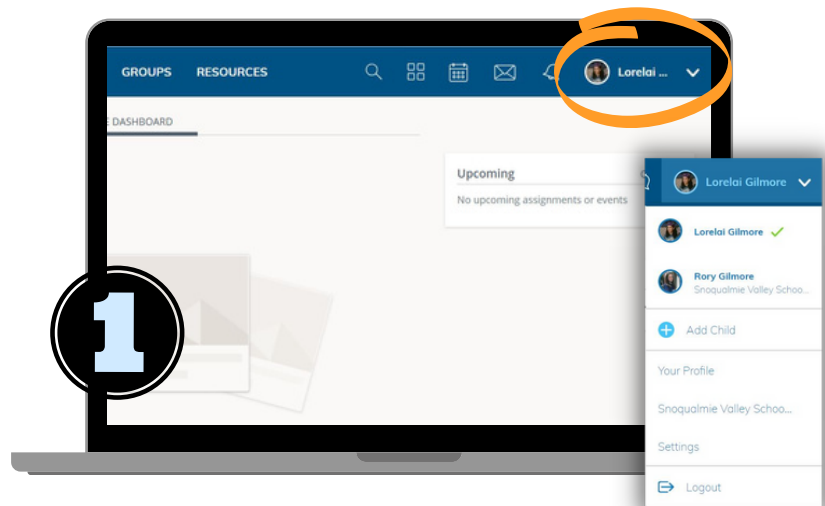 GROUPS RESOURCES
Lorelai ...
DASHBOARD
Upcoming
No upcoming assignments or events
1
Lorelai Gilmore
Lorelai Gilmore
Rory Gilmore
Snoqualmie Valley Schoo...
Add Child
Your Profile
Snoqualmie Valley Schoo...
Settings
Logout